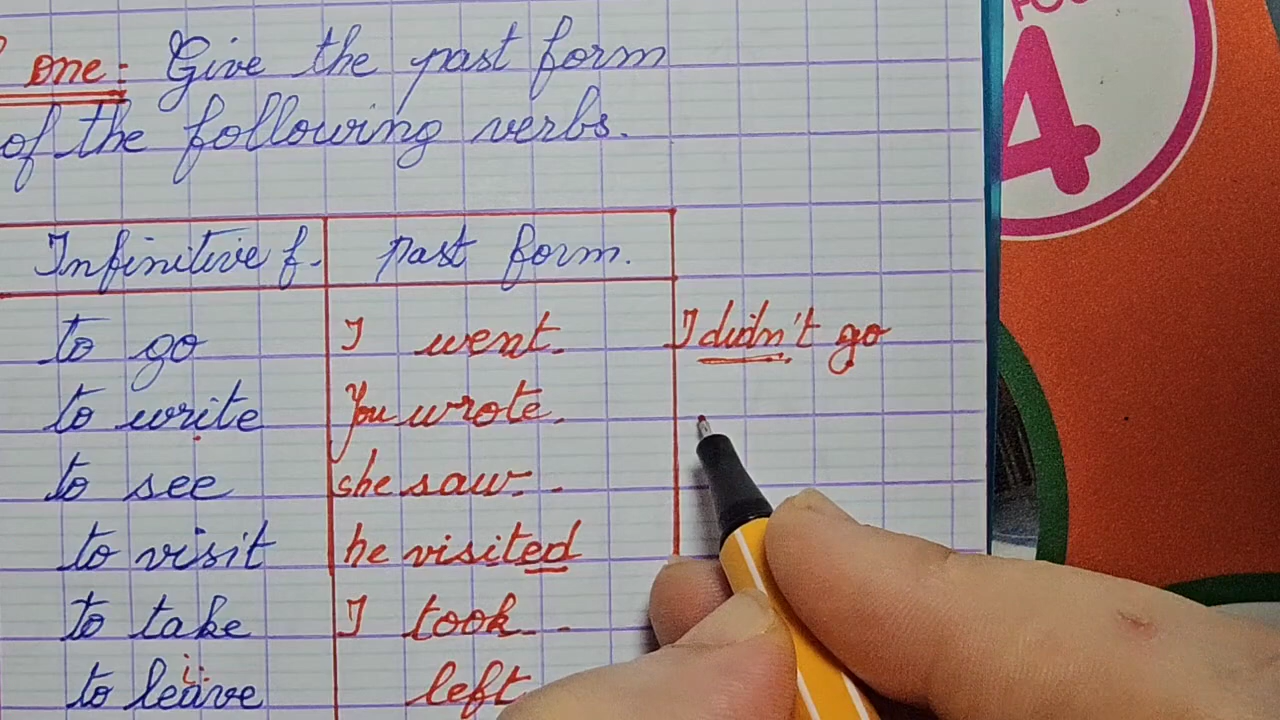 one: Give the past form
of the following verbs.
Infinitive f. past form.
to go I went. I didn't go
to write You wrote.
to see she saw..
to visit he visited
to take I took..
to leave left
4